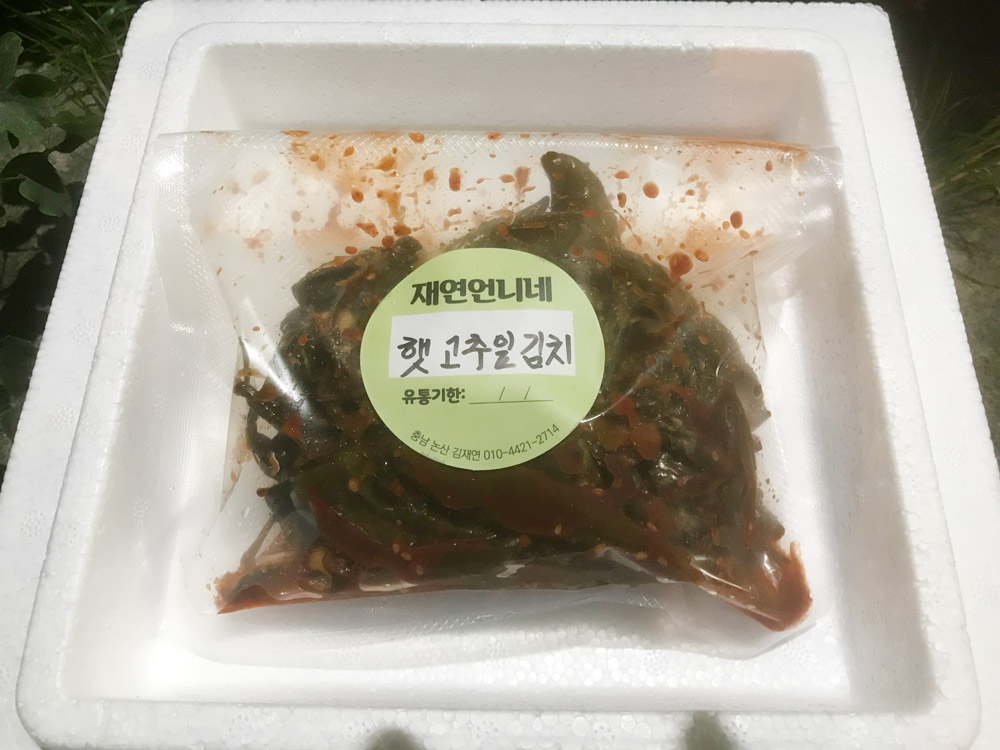 재연언니네
햇 고추잎김치
유통기한: / /
충남 논산 김재연 010-4421-2714